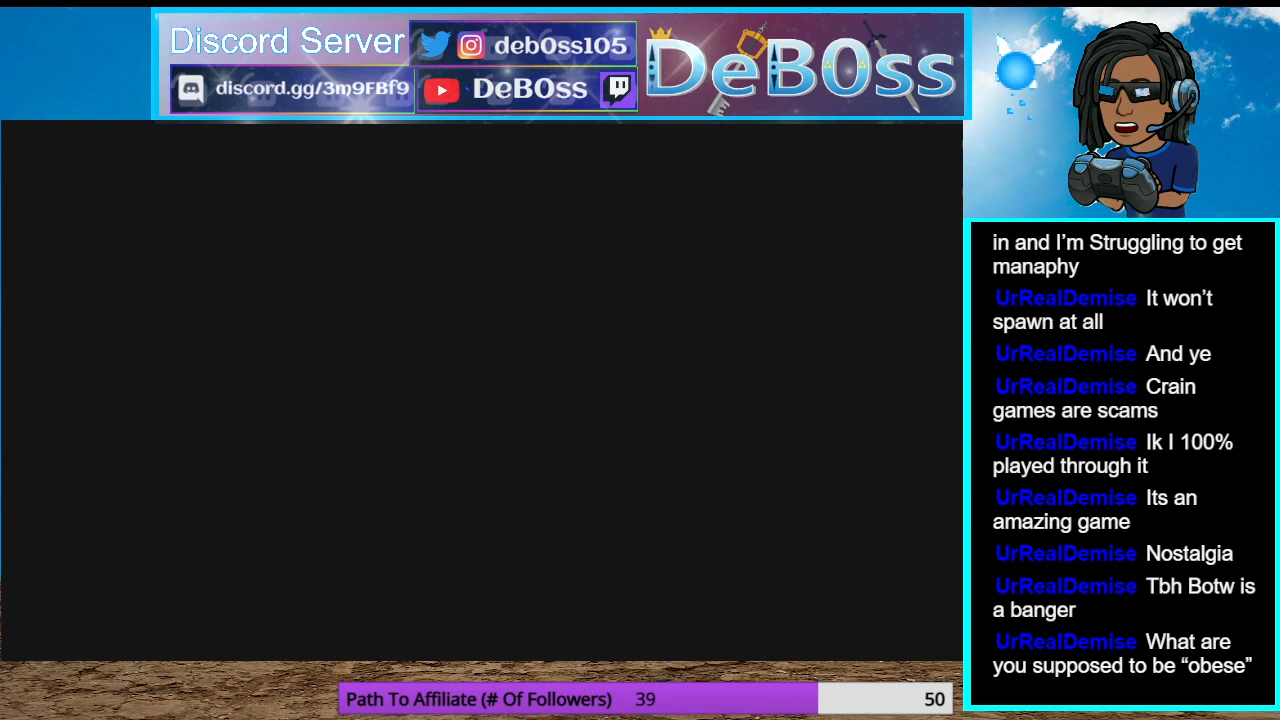 Discord Server
deb0ss105
discord.gg/3m9FBf9
DeB0ss
DeB0ss
in and I’m Struggling to get
manaphy
UrRealDemise It won’t
spawn at all
UrRealDemise And ye
UrRealDemise Crain
games are scams
UrRealDemise Ik I 100%
played through it
UrRealDemise Its an
amazing game
UrRealDemise Nostalgia
UrRealDemise Tbh Botw is
a banger
UrRealDemise What are
you supposed to be “obese”
Path To Affiliate (# Of Followers) 39 50